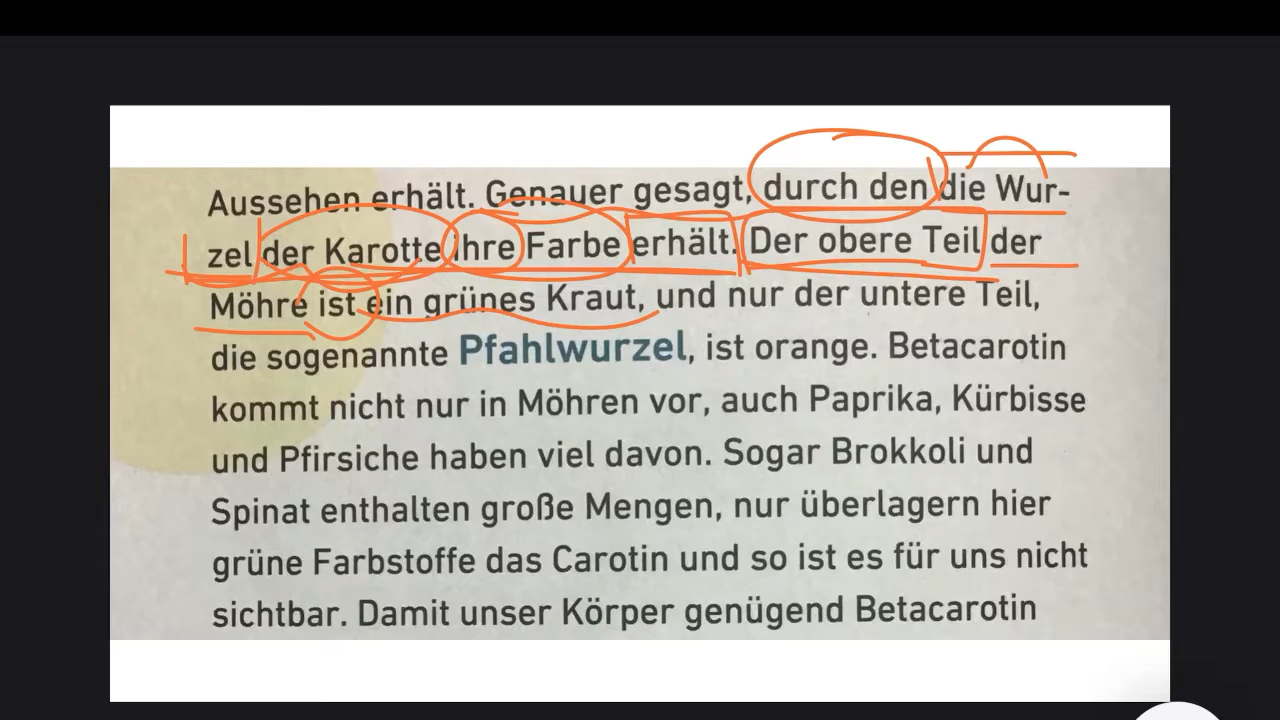 Aussehen erhält. Genauer gesagt, durch den die Wur-
zel der Karotte ihre Farbe erhält. Der obere Teil der
Möhre ist ein grünes Kraut, und nur der untere Teil,
die sogenannte Pfahlwurzel, ist orange. Betacarotin
kommt nicht nur in Möhren vor, auch Paprika, Kürbisse
und Pfirsiche haben viel davon. Sogar Brokkoli und
Spinat enthalten große Mengen, nur überlagern hier
grüne Farbstoffe das Carotin und so ist es für uns nicht
sichtbar. Damit unser Körper genügend Betacarotin